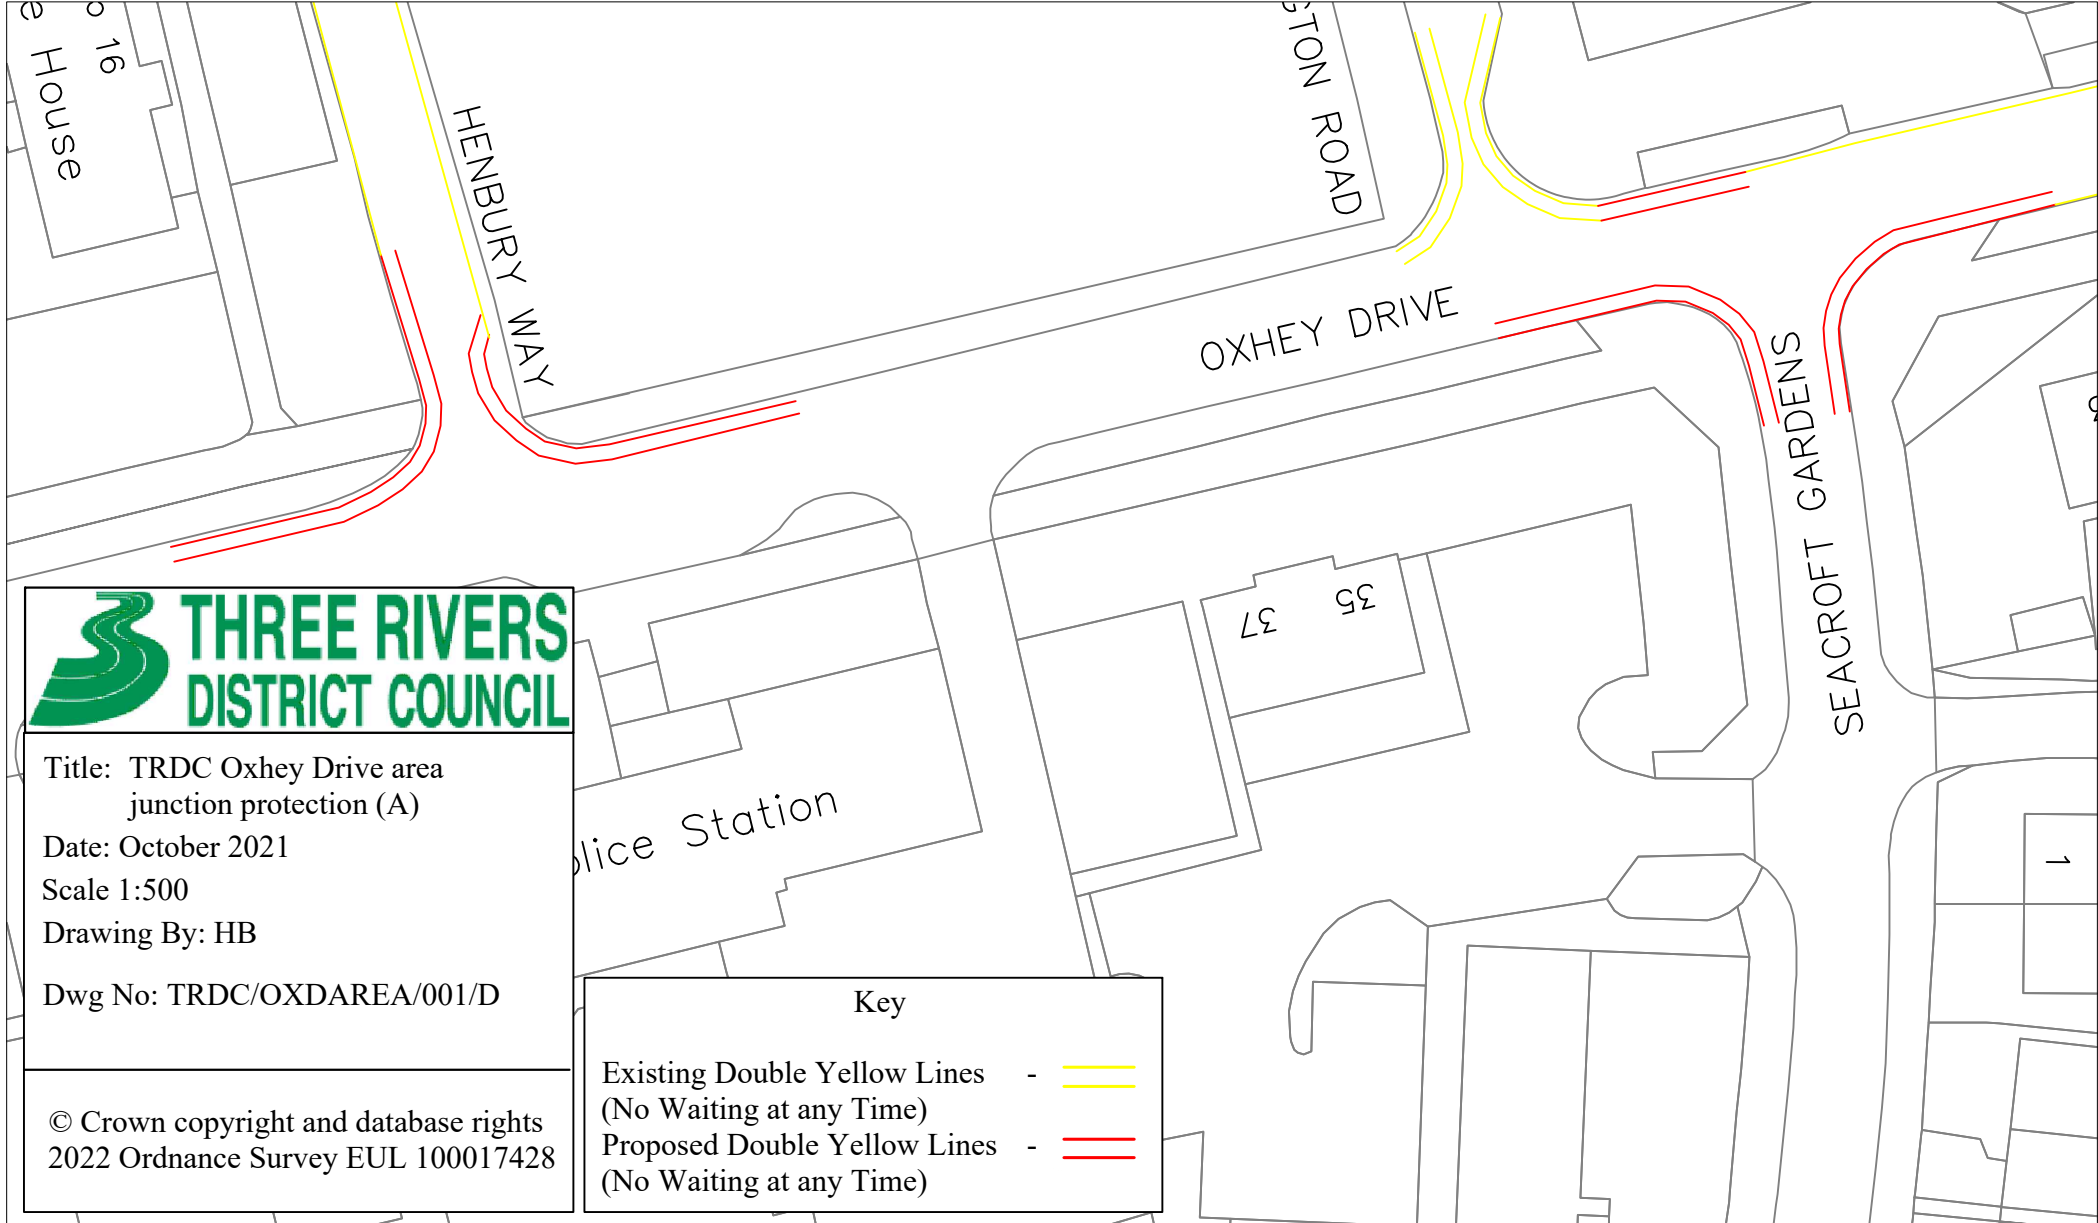 House
16
HENBURY WAY
ROAD
OXHEY DRIVE
SEACROFT GARDENS
37
35
Station
1
THREE RIVERS
DISTRICT COUNCIL
Title: TRDC Oxhey Drive area
junction protection (A)
Date: October 2021
Scale 1:500
Drawing By: HB
Dwg No: TRDC/OXDAREA/001/D
© Crown copyright and database rights
2022 Ordnance Survey EUL 100017428
Key
Existing Double Yellow Lines -
(No Waiting at any Time)
Proposed Double Yellow Lines -
(No Waiting at any Time)